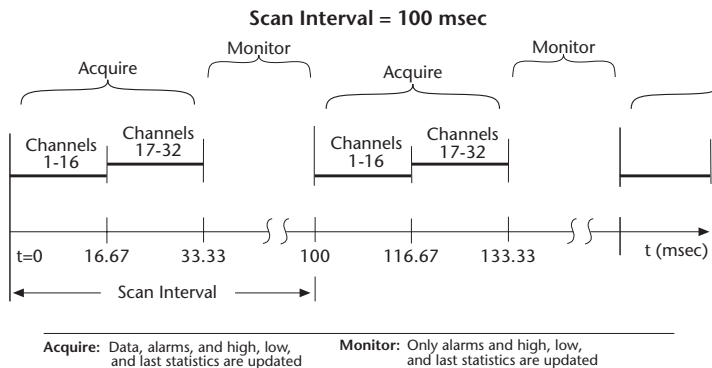 Scan Interval = 100 msec
Monitor
Monitor
Acquire
Acquire
Channels
1-16
Channels
17-32
Channels
1-16
Channels
17-32
t=0
16.67
33.33
100
116.67
133.33
t (msec)
Scan Interval
Acquire: Data, alarms, and high, low,
and last statistics are updated
Monitor: Only alarms and high, low,
and last statistics are updated